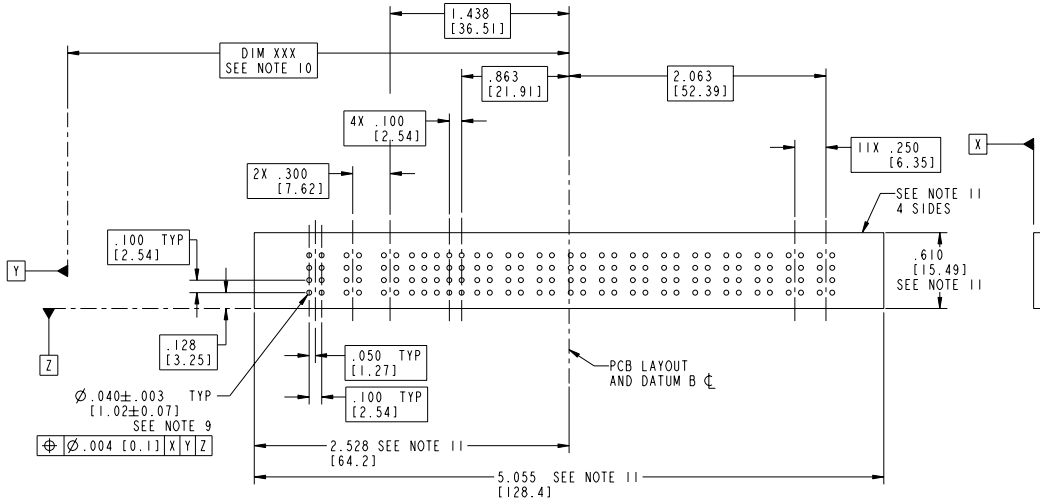 1.438
[36.51]
DIM XXX
SEE NOTE 10
.863
[21.91]
2.063
[52.39]
4X .100
[2.54]
11X .250
[6.35]
X
2X .300
[7.62]
SEE NOTE 11
4 SIDES
.100 TYP
[2.54]
Y
.610
[15.49]
SEE NOTE 11
Z
.128
[3.25]
.050 TYP
[1.27]
PCB LAYOUT
AND DATUM B ℄
Ø.040±.003 TYP
[1.02±0.07]
SEE NOTE 9
.100 TYP
[2.54]
⌖ Ø.004 [0.1] X Y Z
2.528 SEE NOTE 11
[64.2]
5.055 SEE NOTE 11
[128.4]